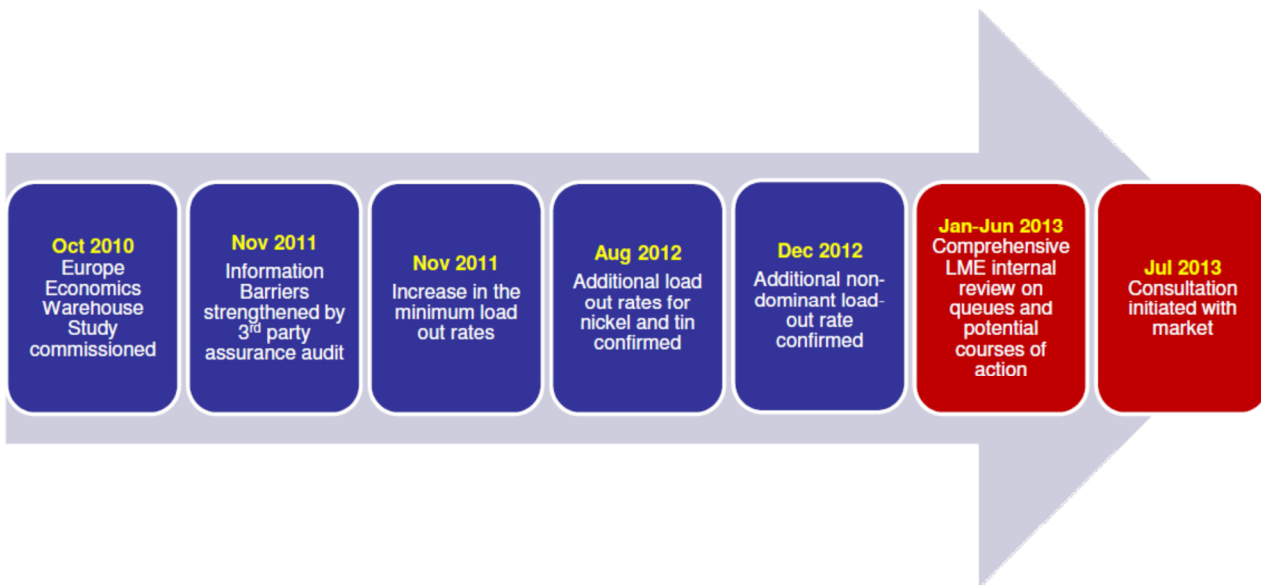 Oct 2010
Europe
Economics
Warehouse
Study
commissioned
Nov 2011
Information
Barriers
strengthened by
3rd party
assurance audit
Nov 2011
Increase in the
minimum load
out rates
Aug 2012
Additional load
out rates for
nickel and tin
confirmed
Dec 2012
Additional non-
dominant load-
out rate
confirmed
Jan-Jun 2013
Comprehensive
LME internal
review on
queues and
potential
courses of
action
Jul 2013
Consultation
initiated with
market